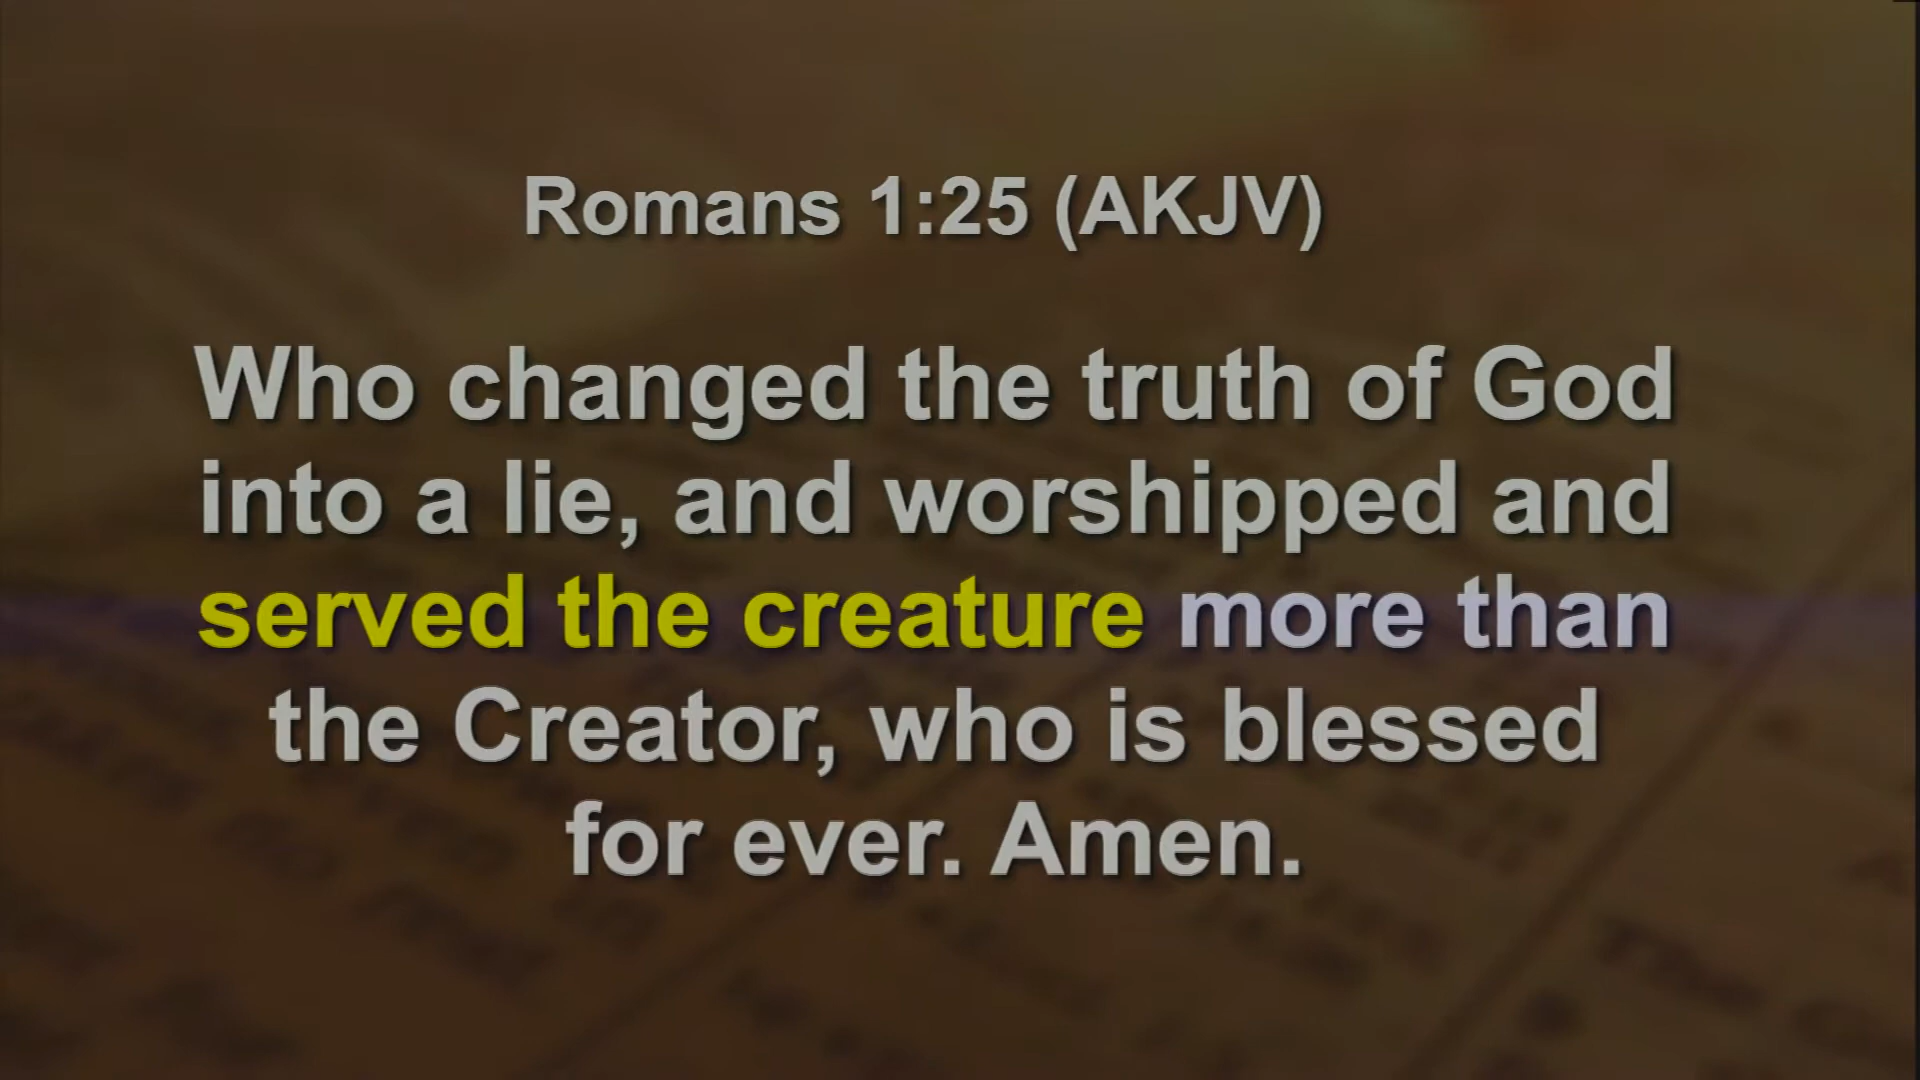 Romans 1:25 (AKJV)
Who changed the truth of God
into a lie, and worshipped and
served the creature more than
the Creator, who is blessed
for ever. Amen.